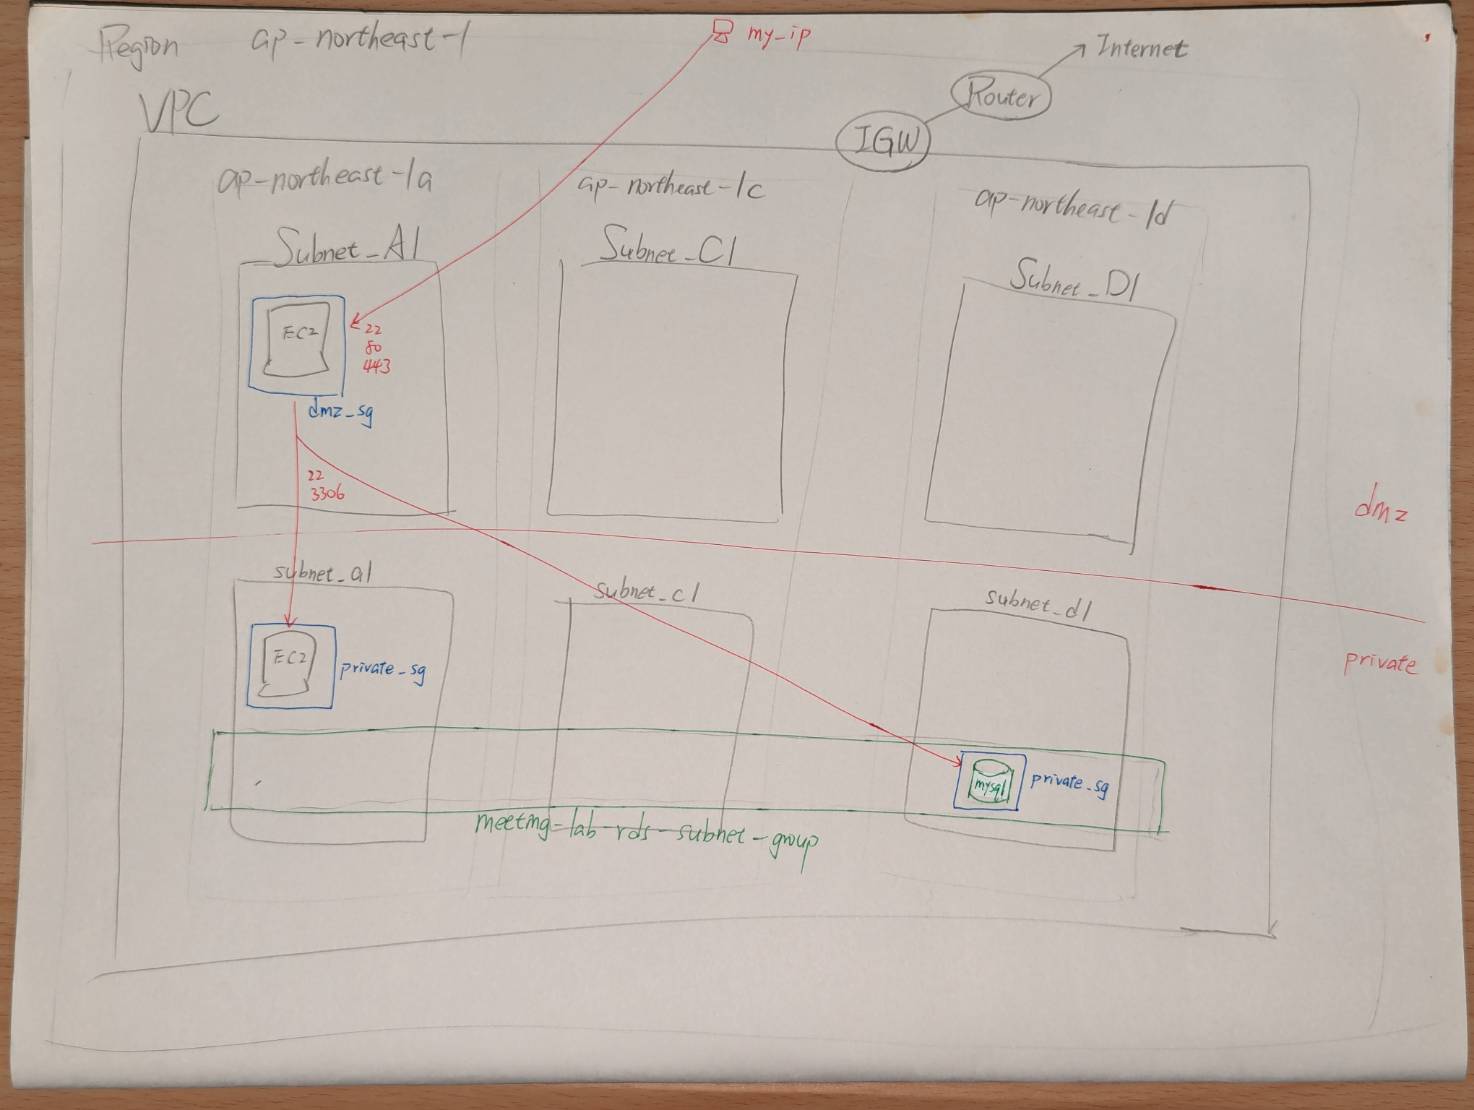 Region ap-northeast-1
my_ip
Internet
Router
IGW
VPC
ap-northeast-1a
ap-northeast-1c
ap-northeast-1d
Subnet_A1
Subnet_C1
Subnet_D1
EC2
22
80
443
dmz_sg
22
3306
dmz
private
subnet_a1
subnet_c1
subnet_d1
EC2
private_sg
mysql
private_sg
meeting-lab-rds-subnet-group